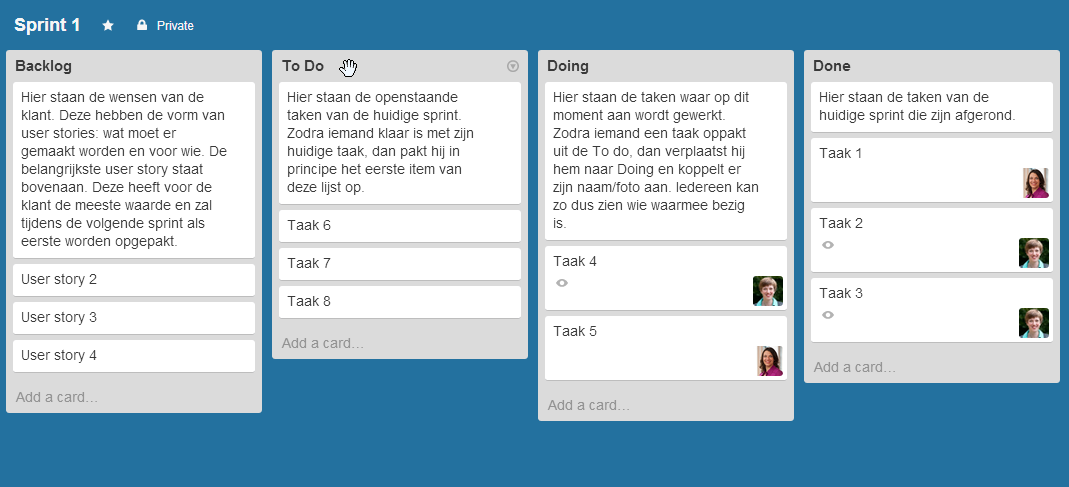 Sprint 1
Private
Backlog
Hier staan de wensen van de
klant. Deze hebben de vorm van
user stories: wat moet er
gemaakt worden en voor wie. De
belangrijkste user story staat
bovenaan. Deze heeft voor de
klant de meeste waarde en zal
tijdens de volgende sprint als
eerste worden opgepakt.
User story 2
User story 3
User story 4
Add a card…
To Do
Hier staan de openstaande
taken van de huidige sprint.
Zodra iemand klaar is met zijn
huidige taak, dan pakt hij in
principe het eerste item van
deze lijst op.
Taak 6
Taak 7
Taak 8
Add a card…
Doing
Hier staan de taken waar op dit
moment aan wordt gewerkt.
Zodra iemand een taak oppakt
uit de To do, dan verplaatst hij
hem naar Doing en koppelt er
zijn naam/foto aan. Iedereen kan
zo dus zien wie waarmee bezig
is.
Taak 4
Taak 5
Add a card…
Done
Hier staan de taken van de
huidige sprint die zijn afgerond.
Taak 1
Taak 2
Taak 3
Add a card…